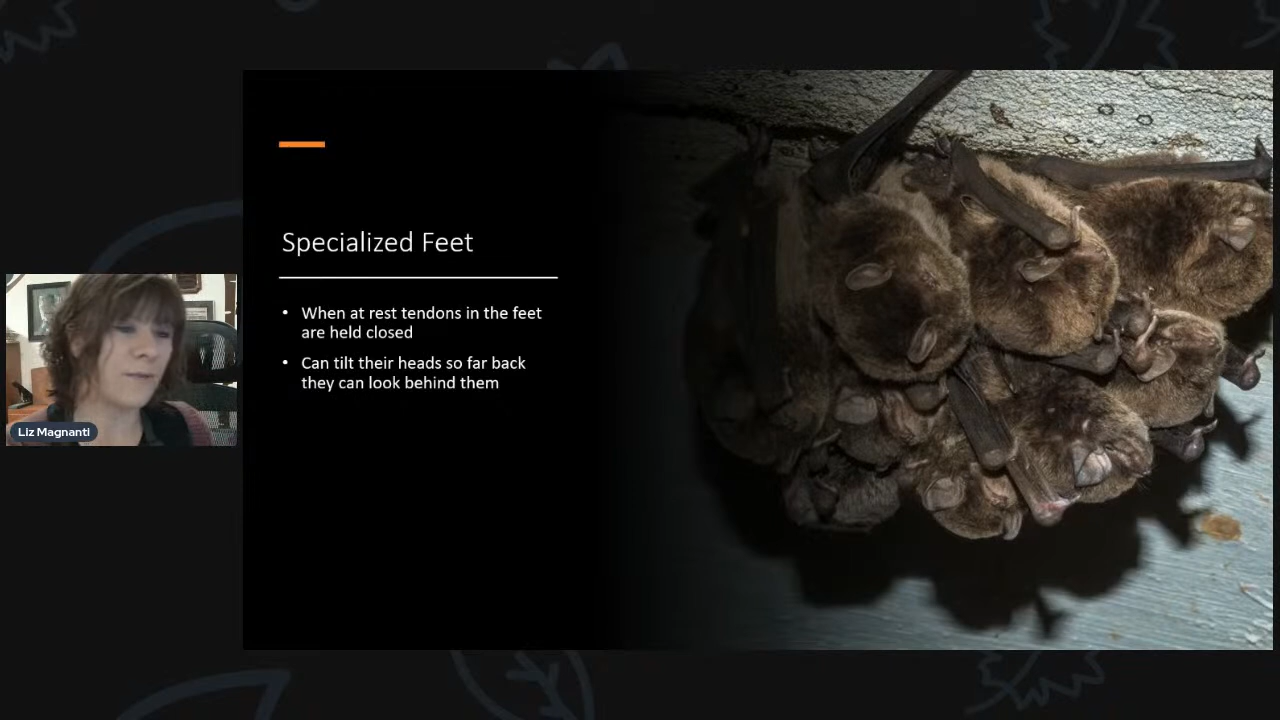 Specialized Feet
• When at rest tendons in the feet
are held closed
• Can tilt their heads so far back
they can look behind them
Liz Magnanti